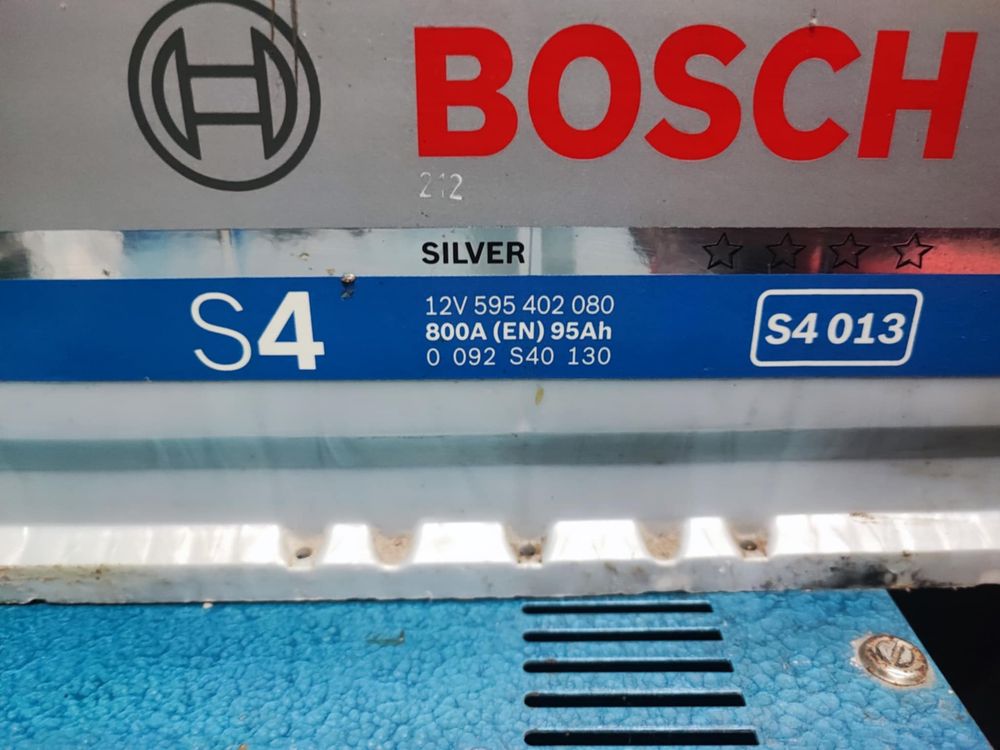 BOSCH
212
SILVER
S4
12V 595 402 080
800A (EN) 95Ah
0 092 S40 130
S4 013